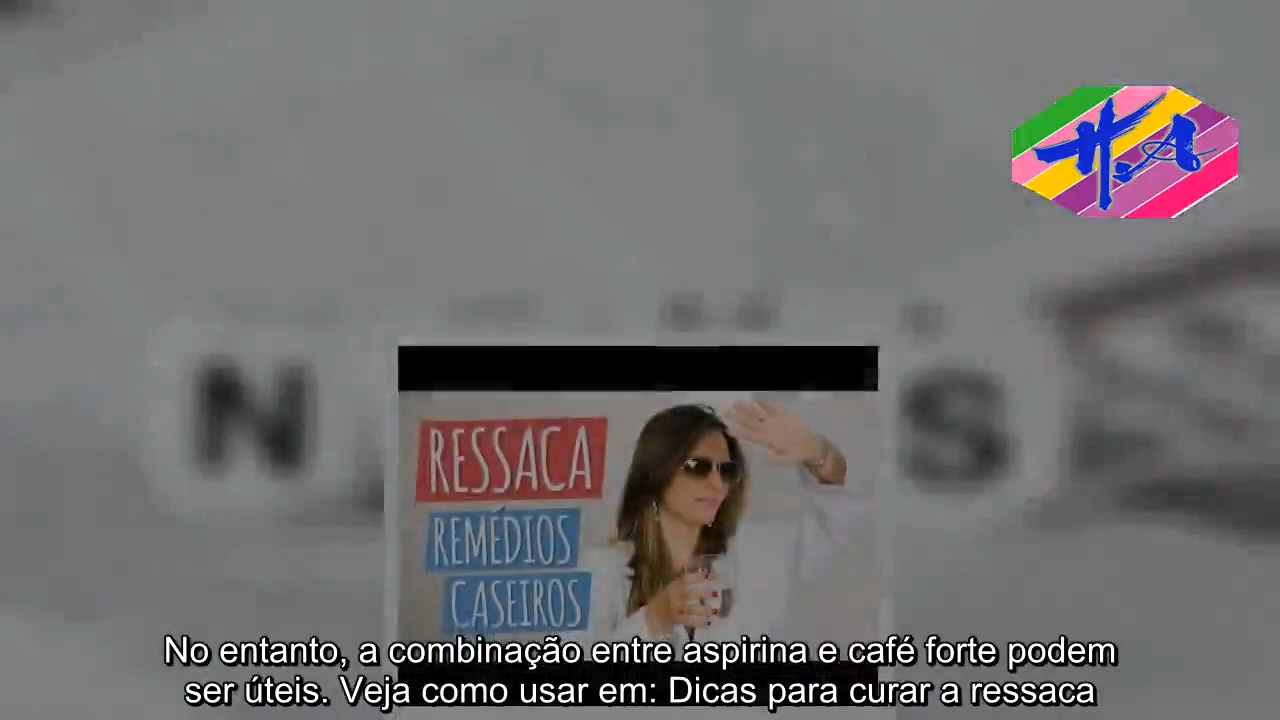 H.A
N
S
RESSACA
REMÉDIOS
CASEIROS
No entanto, a combinação entre aspirina e café forte podem
ser úteis. Veja como usar em: Dicas para curar a ressaca